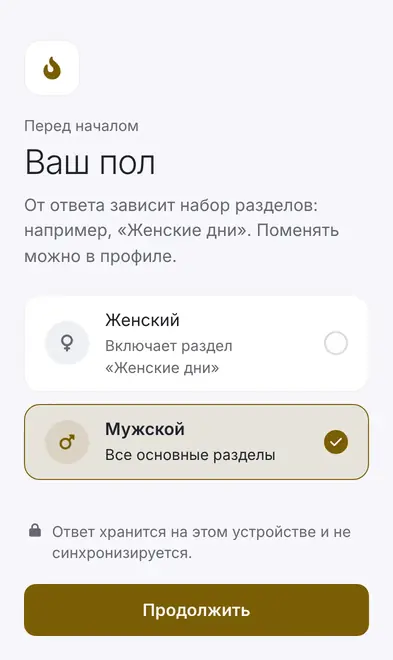 Перед началом
Ваш пол
От ответа зависит набор разделов:
например, «Женские дни». Поменять
можно в профиле.
Женский
Включает раздел
«Женские дни»
Мужской
Все основные разделы
Ответ хранится на этом устройстве и не
синхронизируется.
Продолжить